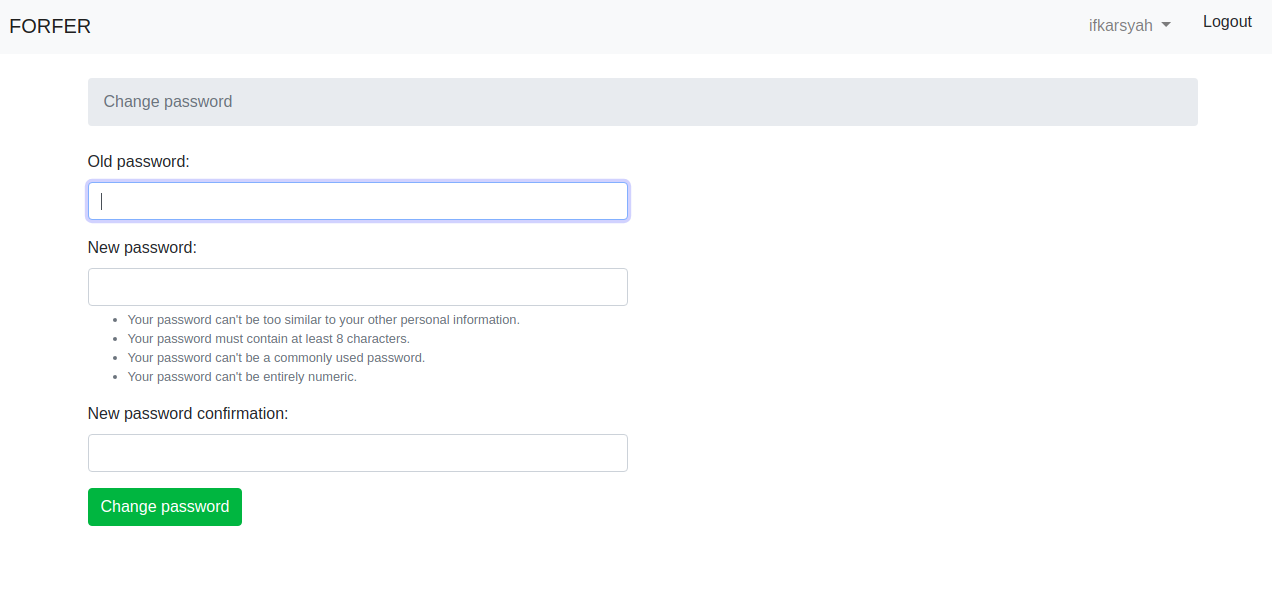 FORFER
ifkarsyah
Logout
Change password
Old password:
New password:
Your password can't be too similar to your other personal information.
Your password must contain at least 8 characters.
Your password can't be a commonly used password.
Your password can't be entirely numeric.
New password confirmation:
Change password